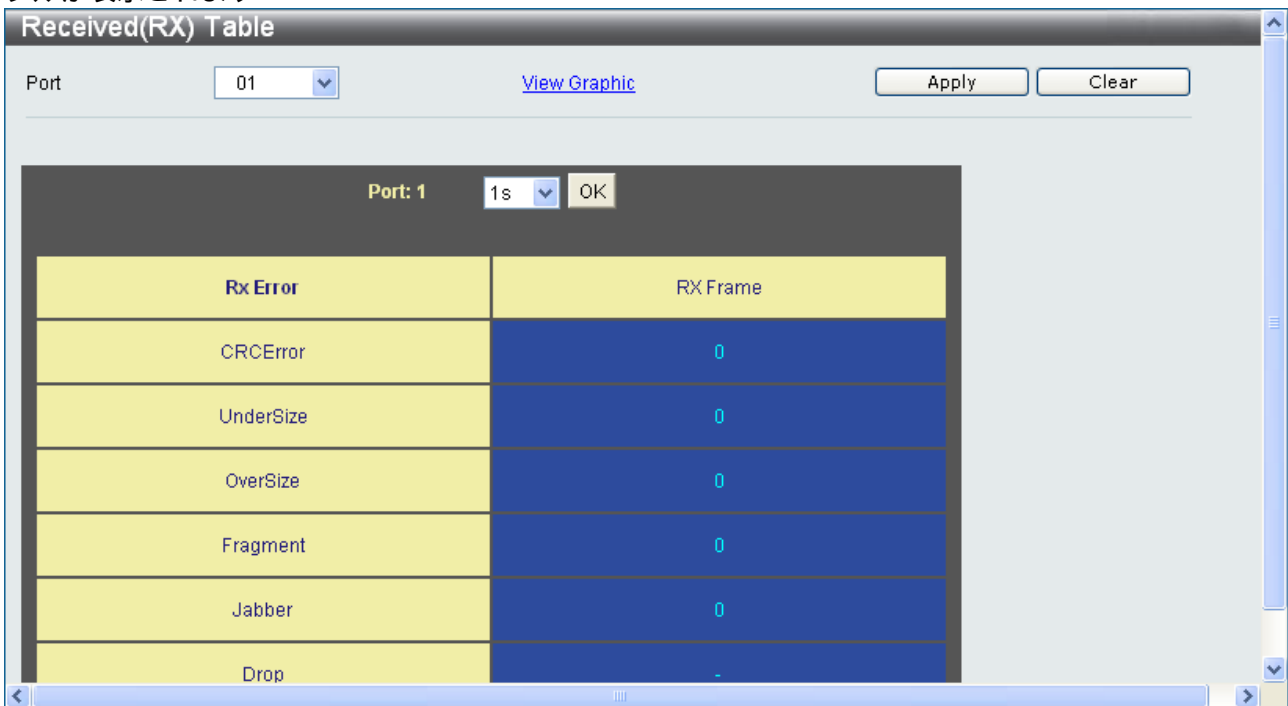 Received(RX) Table
Port 01 View Graphic Apply Clear
Port: 1 1s OK
Rx Error RX Frame
CRCError 0
UnderSize 0
OverSize 0
Fragment 0
Jabber 0
Drop -